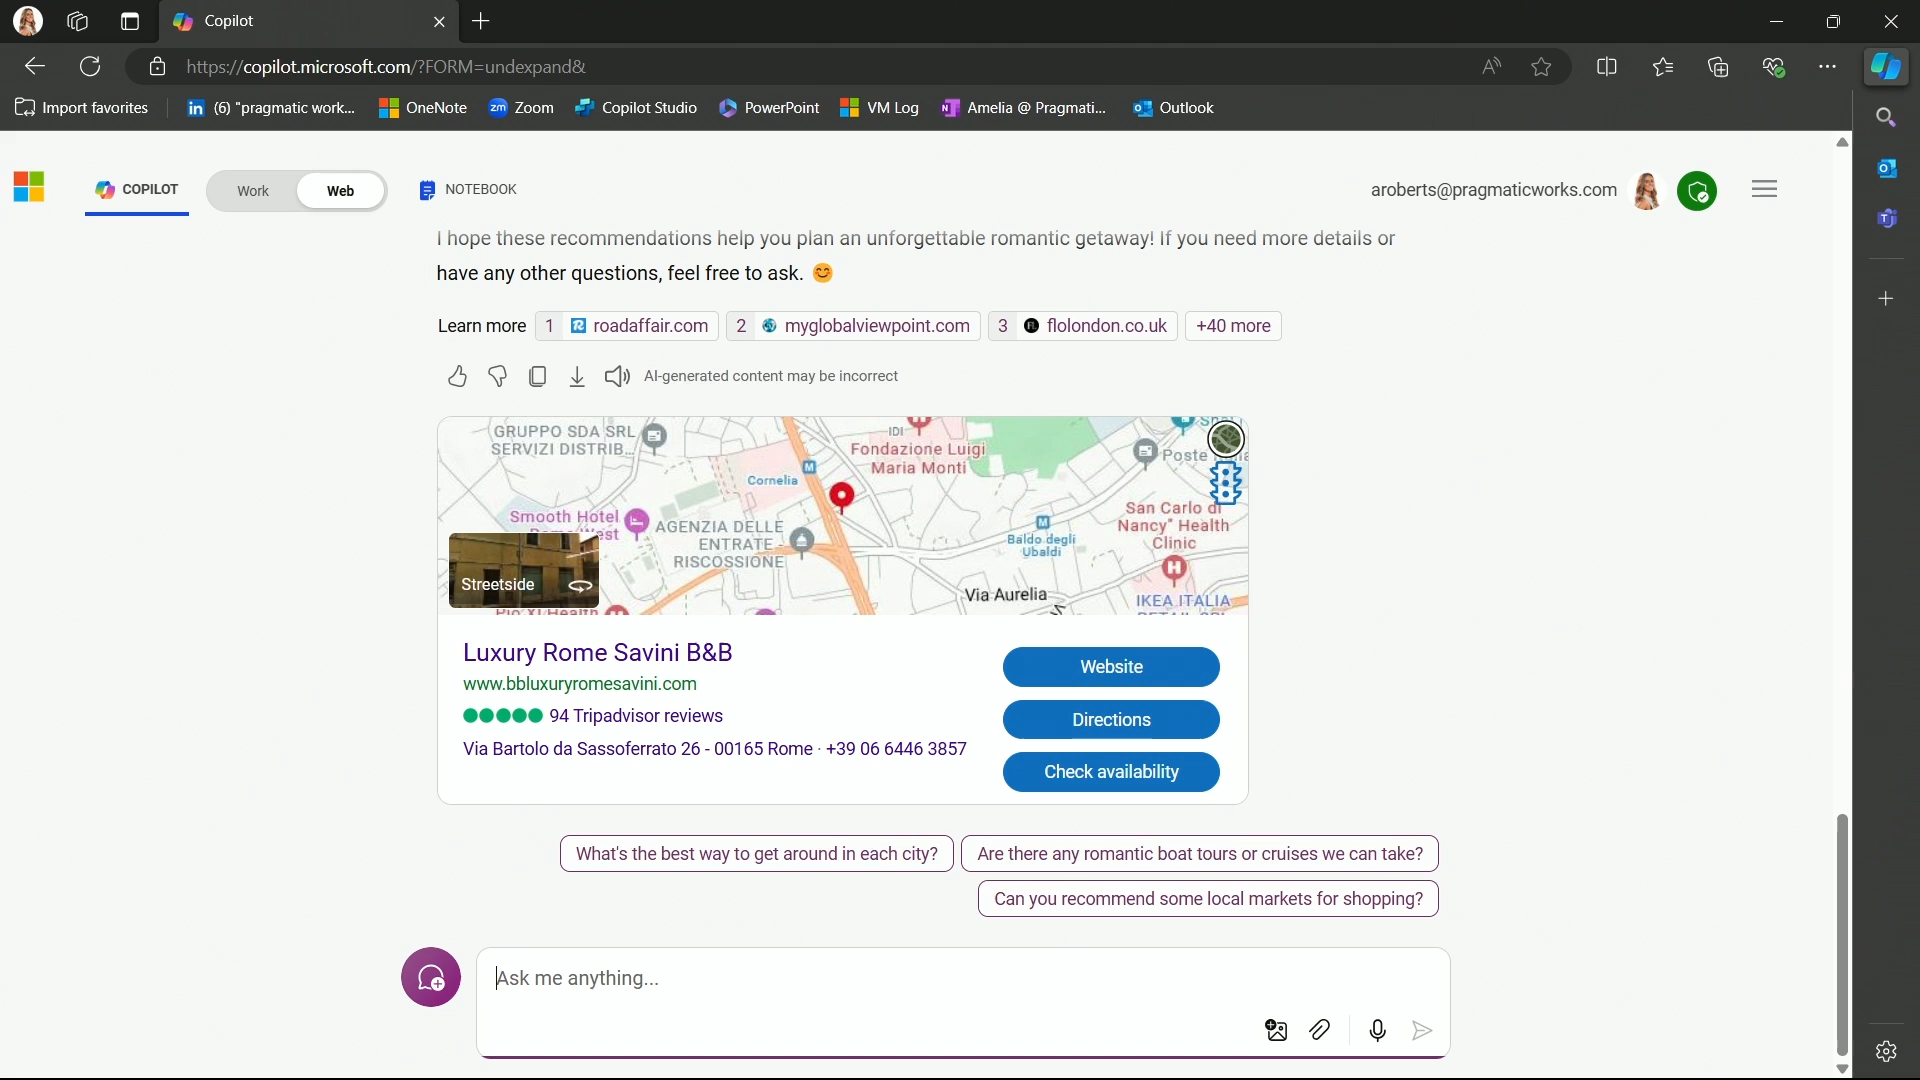 Copilot
https://copilot.microsoft.com/?FORM=undexpand&
Import favorites
(6) "pragmatic work...
OneNote
Zoom
Copilot Studio
PowerPoint
VM Log
Amelia @ Pragmati...
Outlook
COPILOT
Work
Web
NOTEBOOK
aroberts@pragmaticworks.com
I hope these recommendations help you plan an unforgettable romantic getaway! If you need more details or
have any other questions, feel free to ask. 😊
Learn more
1 roadaffair.com
2 myglobalviewpoint.com
3 flolondon.co.uk
+40 more
AI-generated content may be incorrect
GRUPPO SDA SRL
SERVIZI DISTRIB...
IDI
Fondazione Luigi
Maria Monti
Poste
Cornelia
Smooth Hotel
AGENZIA DELLE
ENTRATE -
RISCOSSIONE
Baldo degli
Ubaldi
San Carlo di
Nancy" Health
Clinic
Streetside
Via Aurelia
IKEA ITALIA
Luxury Rome Savini B&B
www.bbluxuryromesavini.com
94 Tripadvisor reviews
Via Bartolo da Sassoferrato 26 - 00165 Rome · +39 06 6446 3857
Website
Directions
Check availability
What's the best way to get around in each city?
Are there any romantic boat tours or cruises we can take?
Can you recommend some local markets for shopping?
Ask me anything...